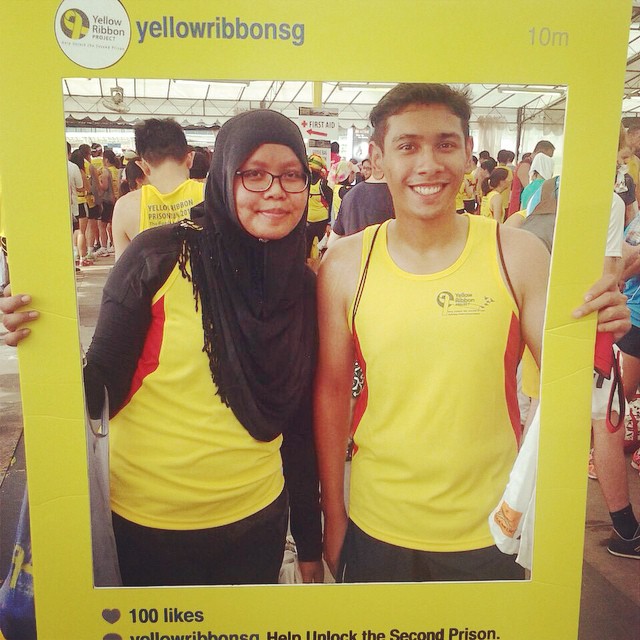 Yellow
Ribbon
PROJECT
yellowribbonsg
10m
FIRST AID
YELLOW RIBBON
PRISON
Yellow
Ribbon
100 likes
yellowribbonsg Help Unlock the Second Prison.